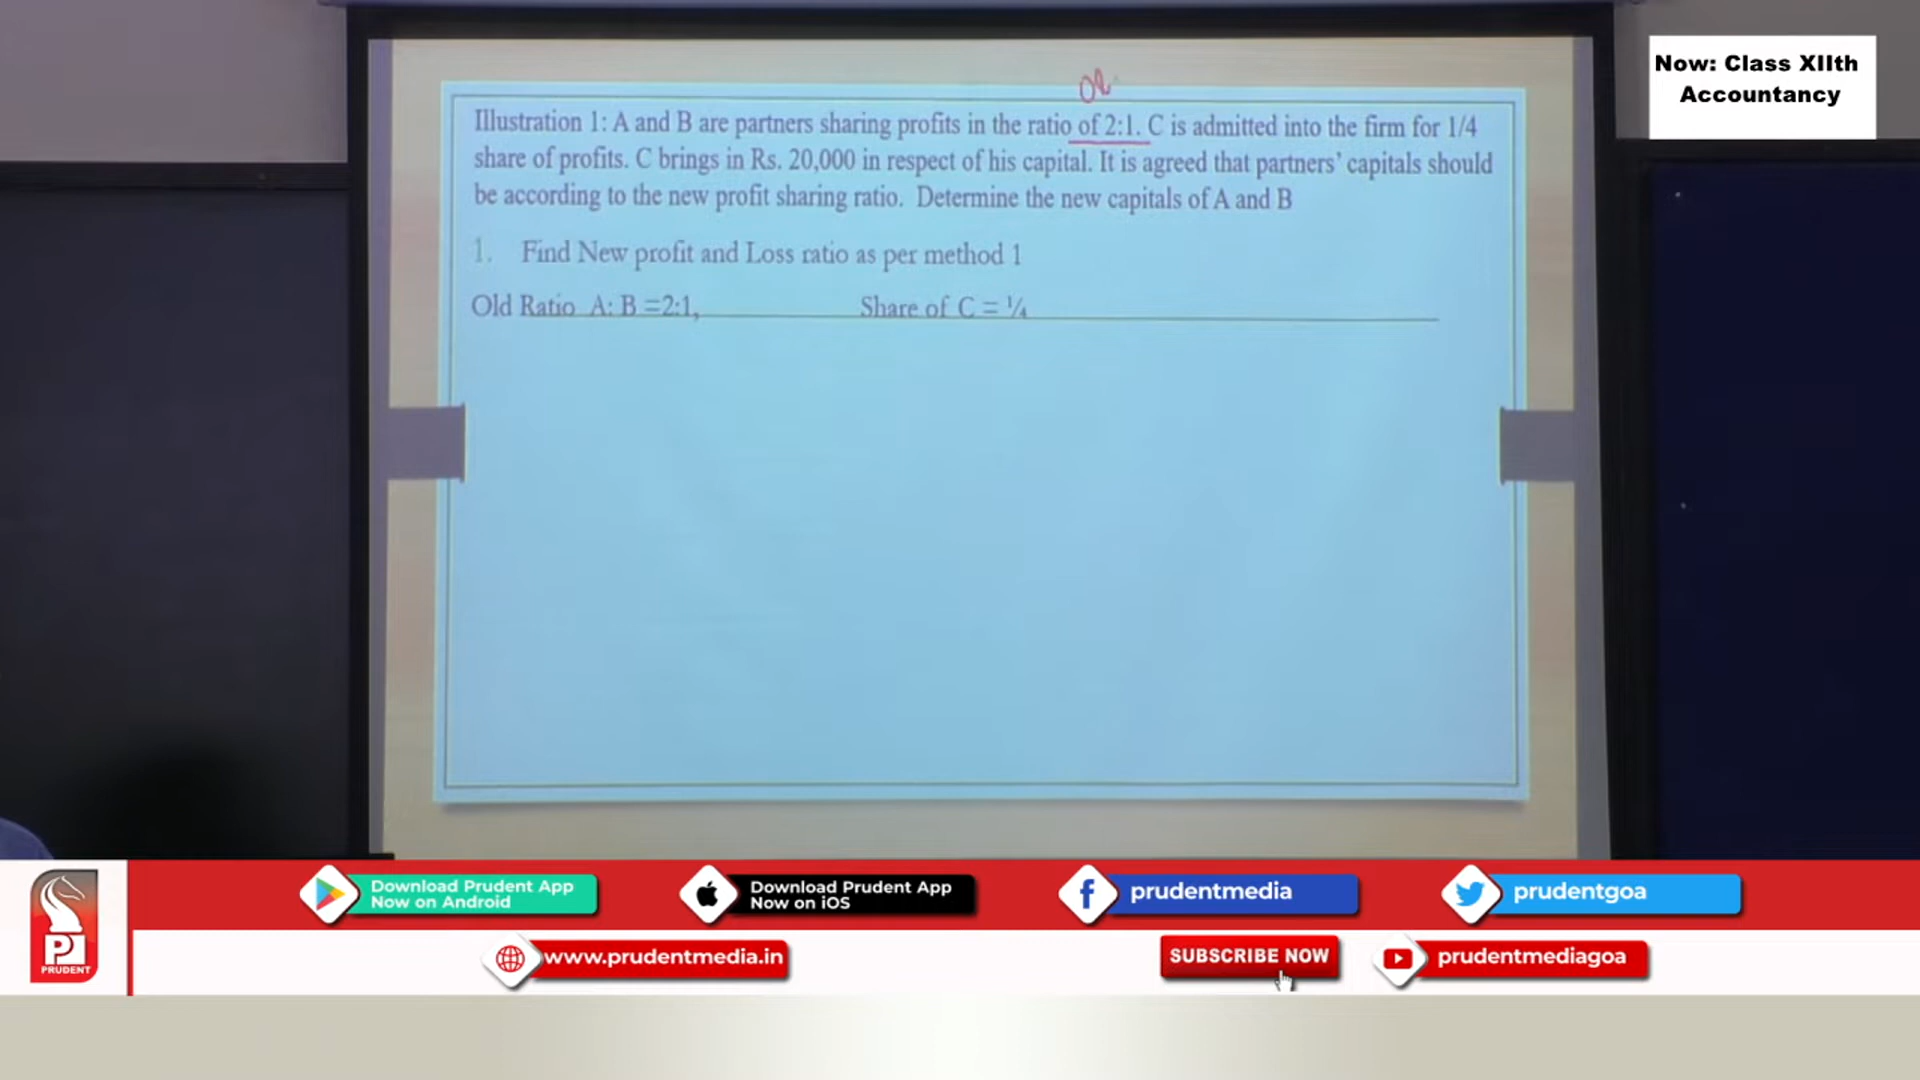 Now: Class XIIth
Accountancy
Illustration 1: A and B are partners sharing profits in the ratio of 2:1. C is admitted into the firm for 1/4
share of profits. C brings in Rs. 20,000 in respect of his capital. It is agreed that partners' capitals should
be according to the new profit sharing ratio. Determine the new capitals of A and B
1. Find New profit and Loss ratio as per method 1
Old Ratio A: B =2:1, Share of C = ¼
Download Prudent App
Now on Android
Download Prudent App
Now on iOS
prudentmedia
prudentgoa
PRUDENT
www.prudentmedia.in
SUBSCRIBE NOW
prudentmediagoa